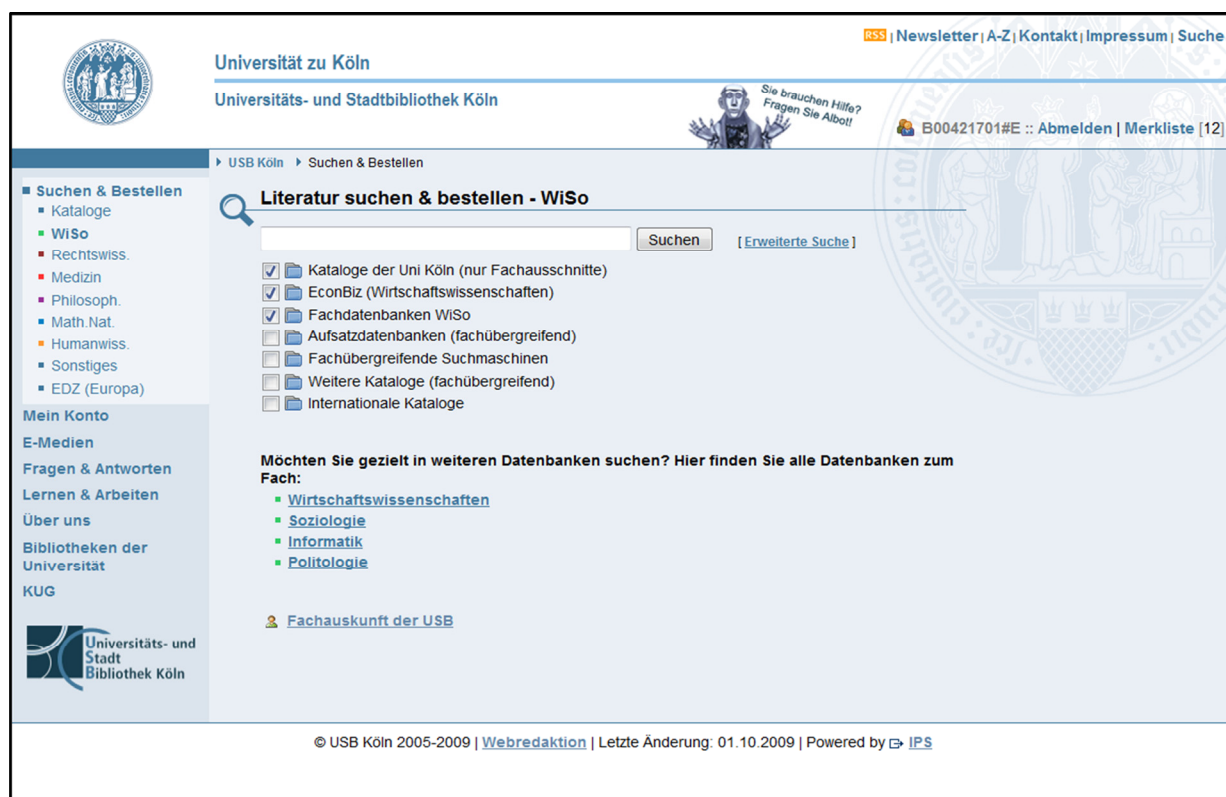 RSS | Newsletter | A-Z | Kontakt | Impressum | Suche
Universität zu Köln
Universitäts- und Stadtbibliothek Köln
Sie brauchen Hilfe?
Fragen Sie Albot!
B00421701#E :: Abmelden | Merkliste [12]
USB Köln Suchen & Bestellen
Suchen & Bestellen
Kataloge
WiSo
Rechtswiss.
Medizin
Philosoph.
Math.Nat.
Humanwiss.
Sonstiges
EDZ (Europa)
Mein Konto
E-Medien
Fragen & Antworten
Lernen & Arbeiten
Über uns
Bibliotheken der
Universität
KUG
Universitäts- und
Stadt
Bibliothek Köln
Literatur suchen & bestellen - WiSo
Suchen [ Erweiterte Suche ]
Kataloge der Uni Köln (nur Fachausschnitte)
EconBiz (Wirtschaftswissenschaften)
Fachdatenbanken WiSo
Aufsatzdatenbanken (fachübergreifend)
Fachübergreifende Suchmaschinen
Weitere Kataloge (fachübergreifend)
Internationale Kataloge
Möchten Sie gezielt in weiteren Datenbanken suchen? Hier finden Sie alle Datenbanken zum
Fach:
Wirtschaftswissenschaften
Soziologie
Informatik
Politologie
Fachauskunft der USB
© USB Köln 2005-2009 | Webredaktion | Letzte Änderung: 01.10.2009 | Powered by IPS